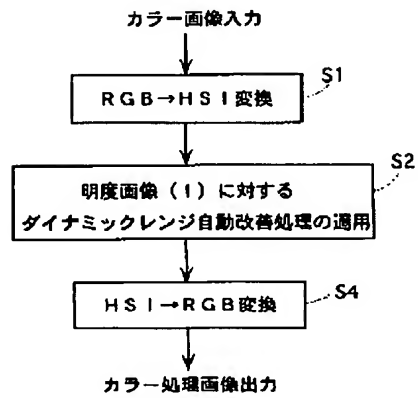 カラー画像入力
S1
RGB→HSI変換
S2
明度画像(I)に対する
ダイナミックレンジ自動改善処理の適用
HSI→RGB変換
S4
カラー処理画像出力